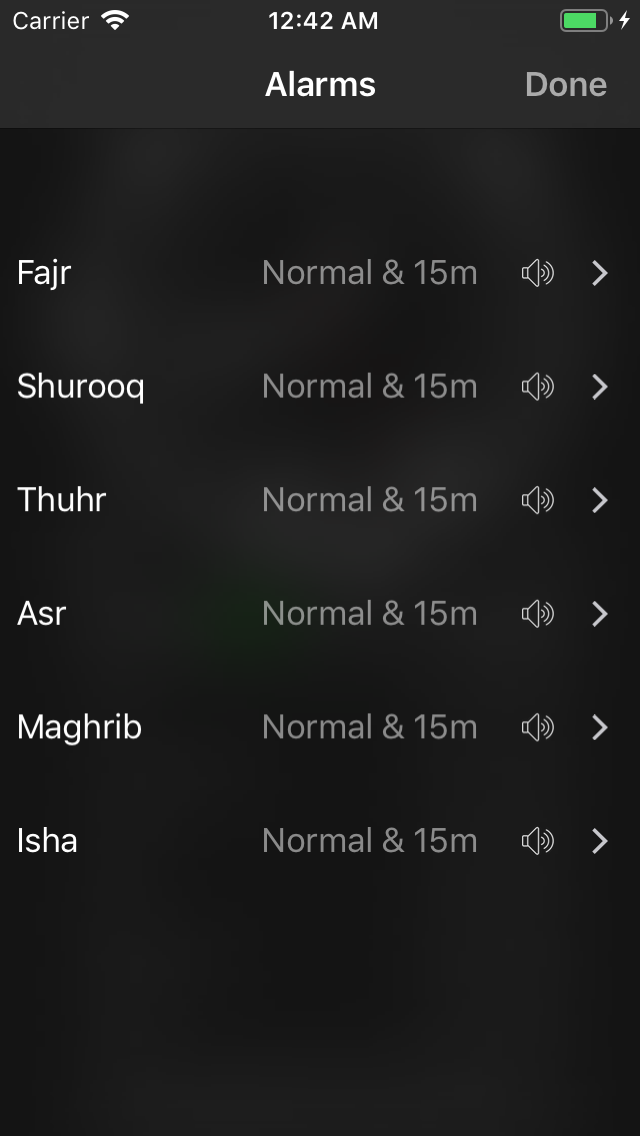 Carrier 12:42 AM
Alarms Done
Fajr Normal & 15m
Shurooq Normal & 15m
Thuhr Normal & 15m
Asr Normal & 15m
Maghrib Normal & 15m
Isha Normal & 15m